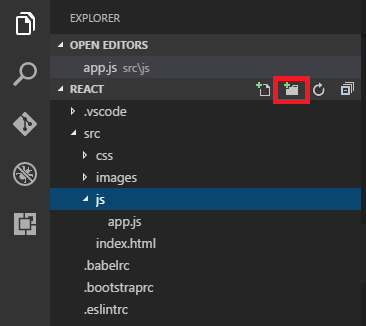 EXPLORER
OPEN EDITORS
app.js src\js
REACT
.vscode
src
css
images
js
app.js
index.html
.babelrc
.bootstraprc
.eslintrc